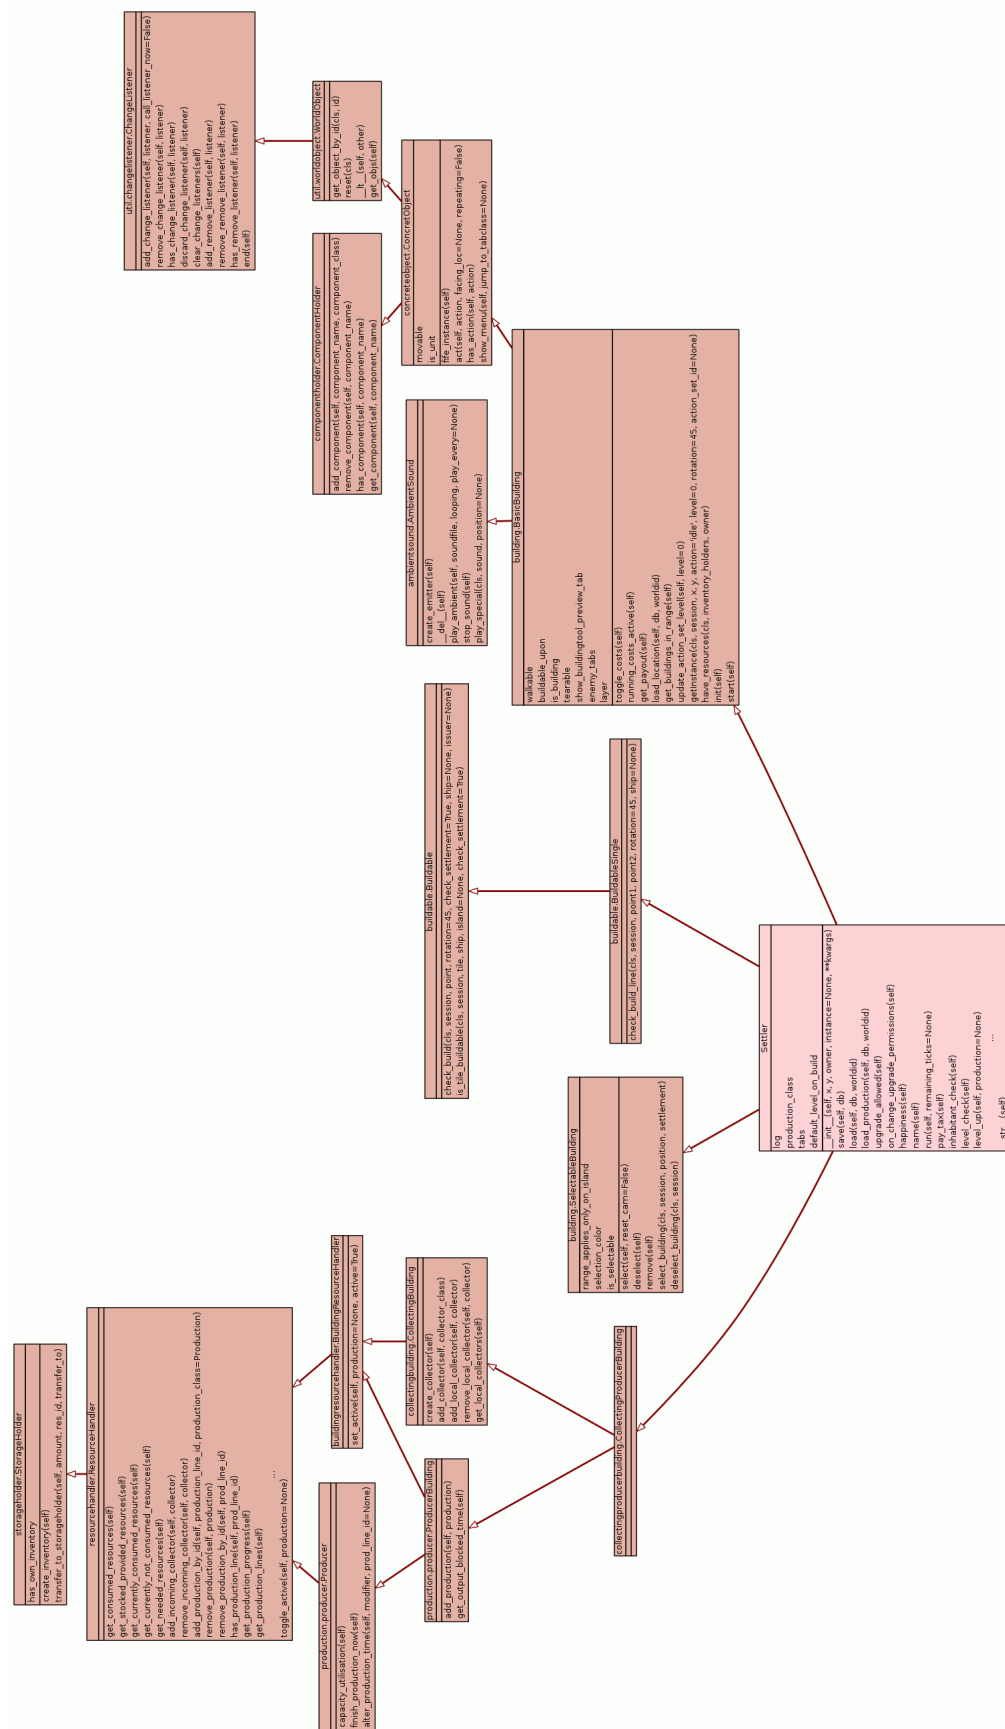 storageholder.StorageHolder
has_own_inventory
create_inventory(self)
transfer_to_storageholder(self, amount, res_id, transfer_to)
resourcehandler.ResourceHandler
get_consumed_resources(self)
get_stocked_provided_resources(self)
get_currently_consumed_resources(self)
get_currently_not_consumed_resources(self)
get_needed_resources(self)
add_incoming_collector(self, collector)
remove_incoming_collector(self, collector)
add_production_by_id(self, production_line_id, production_class=Production)
remove_production(self, production)
remove_production_by_id(self, prod_line_id)
has_production_line(self, prod_line_id)
get_production_progress(self)
get_production_lines(self)
...
toggle_active(self, production=None)
production.producer.Producer
capacity_utilisation(self)
finish_production_now(self)
alter_production_time(self, modifier, prod_line_id=None)
buildingresourcehandler.BuildingResourceHandler
set_active(self, production=None, active=True)
collectingbuilding.CollectingBuilding
create_collector(self)
add_collector(self, collector_class)
add_local_collector(self, collector)
remove_local_collector(self, collector)
get_local_collectors(self)
production.producer.ProducerBuilding
add_production(self, production)
get_output_blocked_time(self)
collectingproducerbuilding.CollectingProducerBuilding
building.SelectableBuilding
range_applies_only_on_island
selection_color
is_selectable
select(self, reset_cam=False)
deselect(self)
remove(self)
select_building(cls, session, position, settlement)
deselect_building(cls, session)
buildable.Buildable
check_build(cls, session, point, rotation=45, check_settlement=True, ship=None, issuer=None)
is_tile_buildable(cls, session, tile, ship, island=None, check_settlement=True)
buildable.BuildableSingle
check_build_line(cls, session, point1, point2, rotation=45, ship=None)
util.changelistener.ChangeListener
add_change_listener(self, listener, call_listener_now=False)
remove_change_listener(self, listener)
has_change_listener(self, listener)
discard_change_listener(self, listener)
clear_change_listeners(self)
add_remove_listener(self, listener)
remove_remove_listener(self, listener)
has_remove_listener(self, listener)
end(self)
util.worldobject.WorldObject
get_object_by_id(cls, id)
reset(cls)
__lt__(self, other)
get_objs(self)
componentholder.ComponentHolder
add_component(self, component_name, component_class)
remove_component(self, component_name)
has_component(self, component_name)
get_component(self, component_name)
concreteobject.ConcretObject
movable
is_unit
fife_instance(self)
act(self, action, facing_loc=None, repeating=False)
has_action(self, action)
show_menu(self, jump_to_tabclass=None)
ambientsound.AmbientSound
create_emitter(self)
__del__(self)
play_ambient(self, soundfile, looping, play_every=None)
stop_sound(self)
play_special(cls, sound, position=None)
building.BasicBuilding
walkable
buildable_upon
is_building
tearable
show_buildingtool_preview_tab
enemy_tabs
layer
toggle_costs(self)
running_costs_active(self)
get_payout(self)
load_location(self, db, worldid)
get_buildings_in_range(self)
update_action_set_level(self, level=0)
getInstance(cls, session, x, y, action='idle', level=0, rotation=45, action_set_id=None)
have_resources(cls, inventory_holders, owner)
init(self)
start(self)
Settler
log
production_class
tabs
default_level_on_build
__init__(self, x, y, owner, instance=None, **kwargs)
save(self, db)
load(self, db, worldid)
load_production(self, db, worldid)
upgrade_allowed(self)
on_change_upgrade_permissions(self)
happiness(self)
name(self)
run(self, remaining_ticks=None)
pay_tax(self)
inhabitant_check(self)
level_check(self)
level_up(self, production=None)
...
__str__(self)